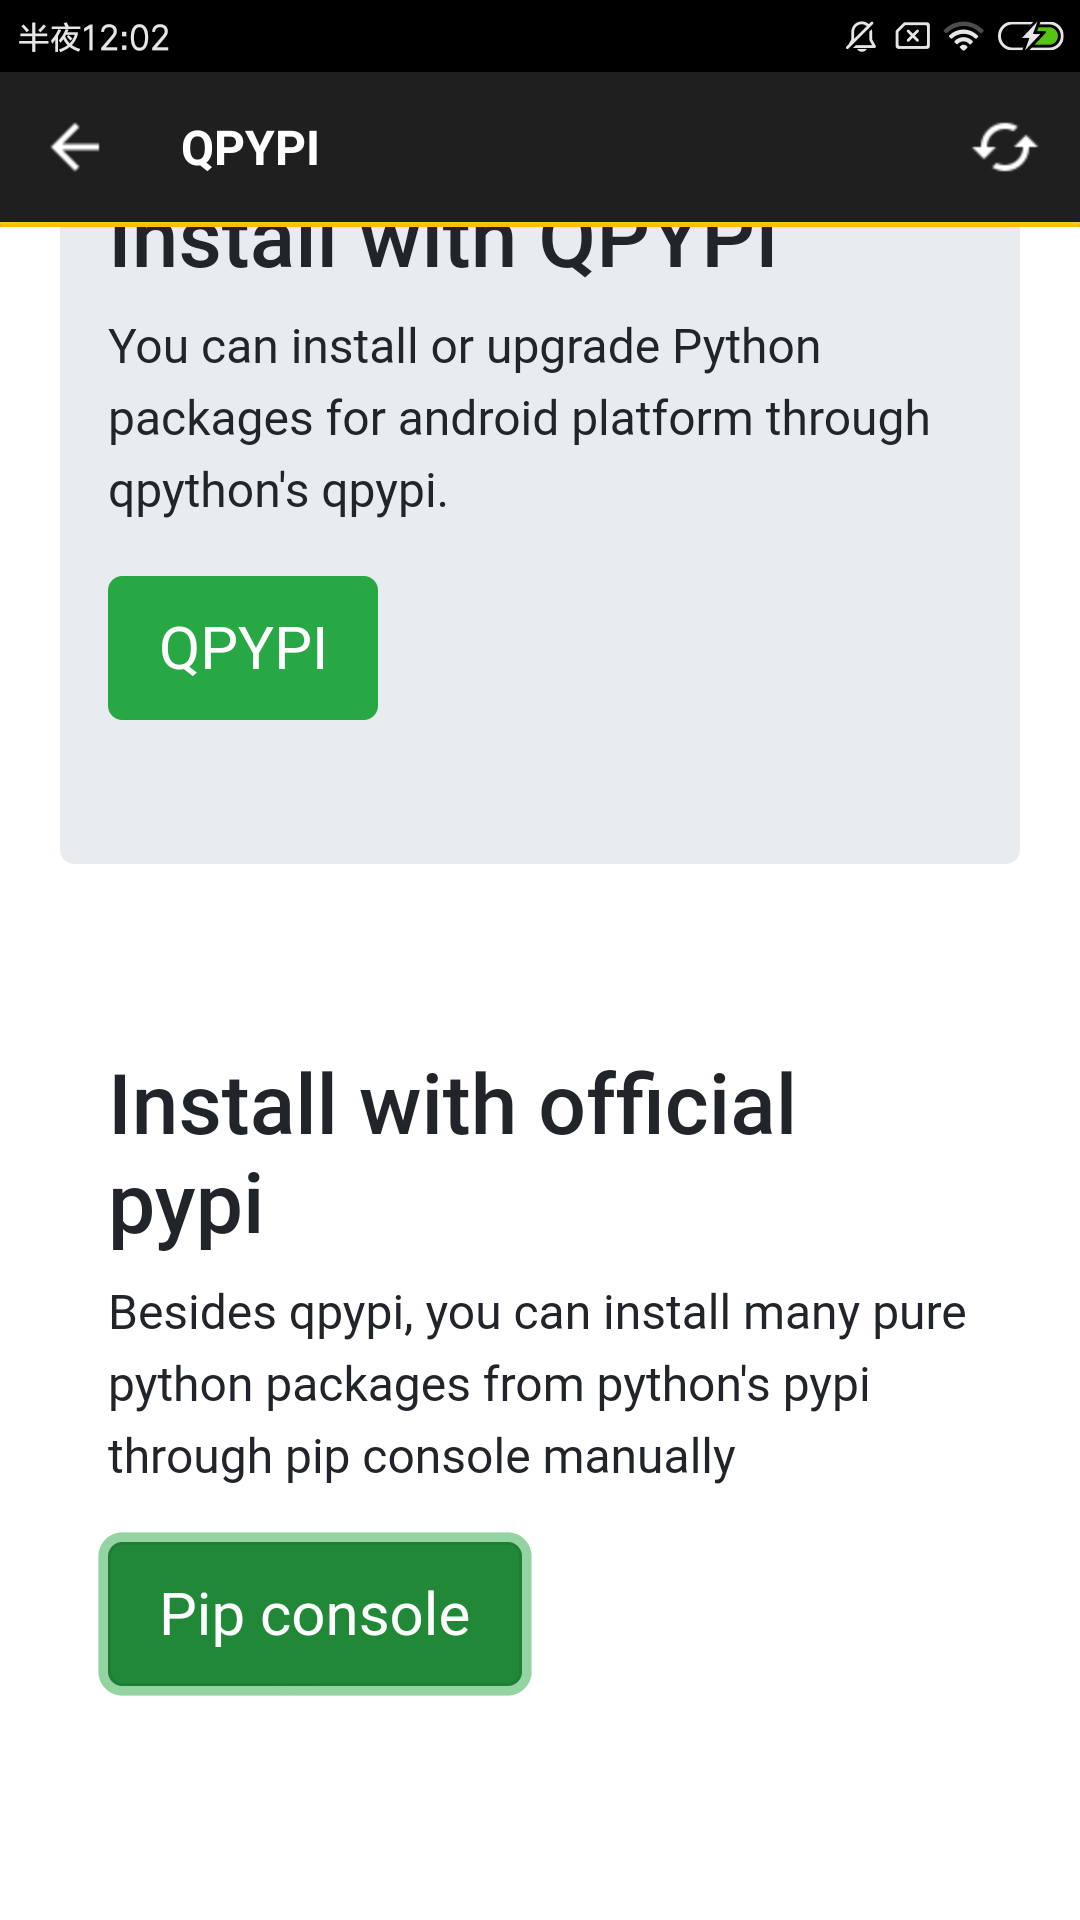 半夜12:02
QPYPI
Install with QPYPI
You can install or upgrade Python
packages for android platform through
qpython's qpypi.
QPYPI
Install with official
pypi
Besides qpypi, you can install many pure
python packages from python's pypi
through pip console manually
Pip console